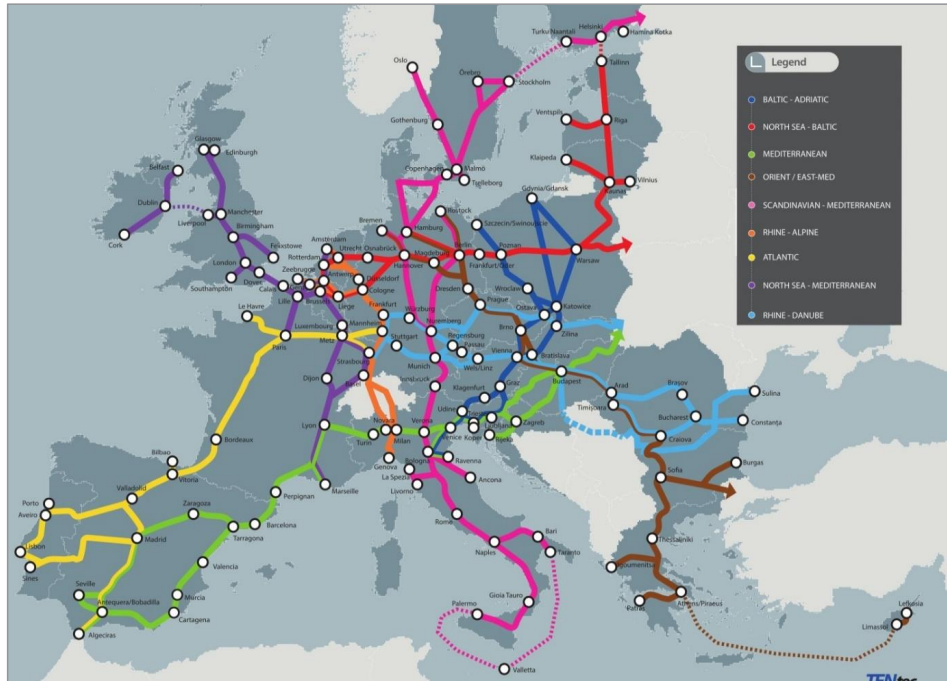 Legend
BALTIC - ADRIATIC
NORTH SEA - BALTIC
MEDITERRANEAN
ORIENT / EAST-MED
SCANDINAVIAN - MEDITERRANEAN
RHINE - ALPINE
ATLANTIC
NORTH SEA - MEDITERRANEAN
RHINE - DANUBE
Helsinki
Turku Naantali
Hamina Kotka
Tallinn
Oslo
Örebro
Stockholm
Ventspils
Riga
Gothenburg
Glasgow
Edinburgh
Klaipeda
Belfast
Copenhagen
Malmö
Trelleborg
Vilnius
Kaunas
Gdynia/Gdansk
Dublin
Liverpool
Manchester
Rostock
Szczecin/Swinoujscie
Cork
Birmingham
Bremen
Hamburg
Felixstowe
Amsterdam
Utrecht
Osnabrück
Hannover
Magdeburg
Berlin
Frankfurt/Oder
Poznan
Warsaw
London
Rotterdam
Dover
Zeebrugge
Antwerp
Düsseldorf
Southampton
Calais
Cologne
Dresden
Wroclaw
Lille
Brussels
Liege
Prague
Katowice
Le Havre
Frankfurt
Würzburg
Ostrava
Luxembourg
Mannheim
Nuremberg
Brno
Zilina
Paris
Metz
Stuttgart
Regensburg
Passau
Strasbourg
Munich
Wels/Linz
Vienna
Bratislava
Dijon
Basel
Innsbruck
Klagenfurt
Graz
Budapest
Arad
Brasov
Sulina
Udine
Timişoara
Bucharest
Constanţa
Lyon
Novara
Milan
Verona
Venice
Koper
Ljubljana
Zagreb
Rijeka
Turin
Craiova
Bordeaux
Genova
Bologna
Ravenna
Bilbao
La Spezia
Sofia
Burgas
Vitoria
Marseille
Livorno
Ancona
Porto
Valladolid
Perpignan
Aveiro
Zaragoza
Roma
Barcelona
Bari
Madrid
Tarragona
Naples
Taranto
Thessaloniki
Lisbon
Valencia
Igoumenitsa
Sines
Seville
Murcia
Gioia Tauro
Palermo
Patras
Athens/Piraeus
Antequera/Bobadilla
Cartagena
Lefkosia
Limassol
Algeciras
Valletta
TENtec